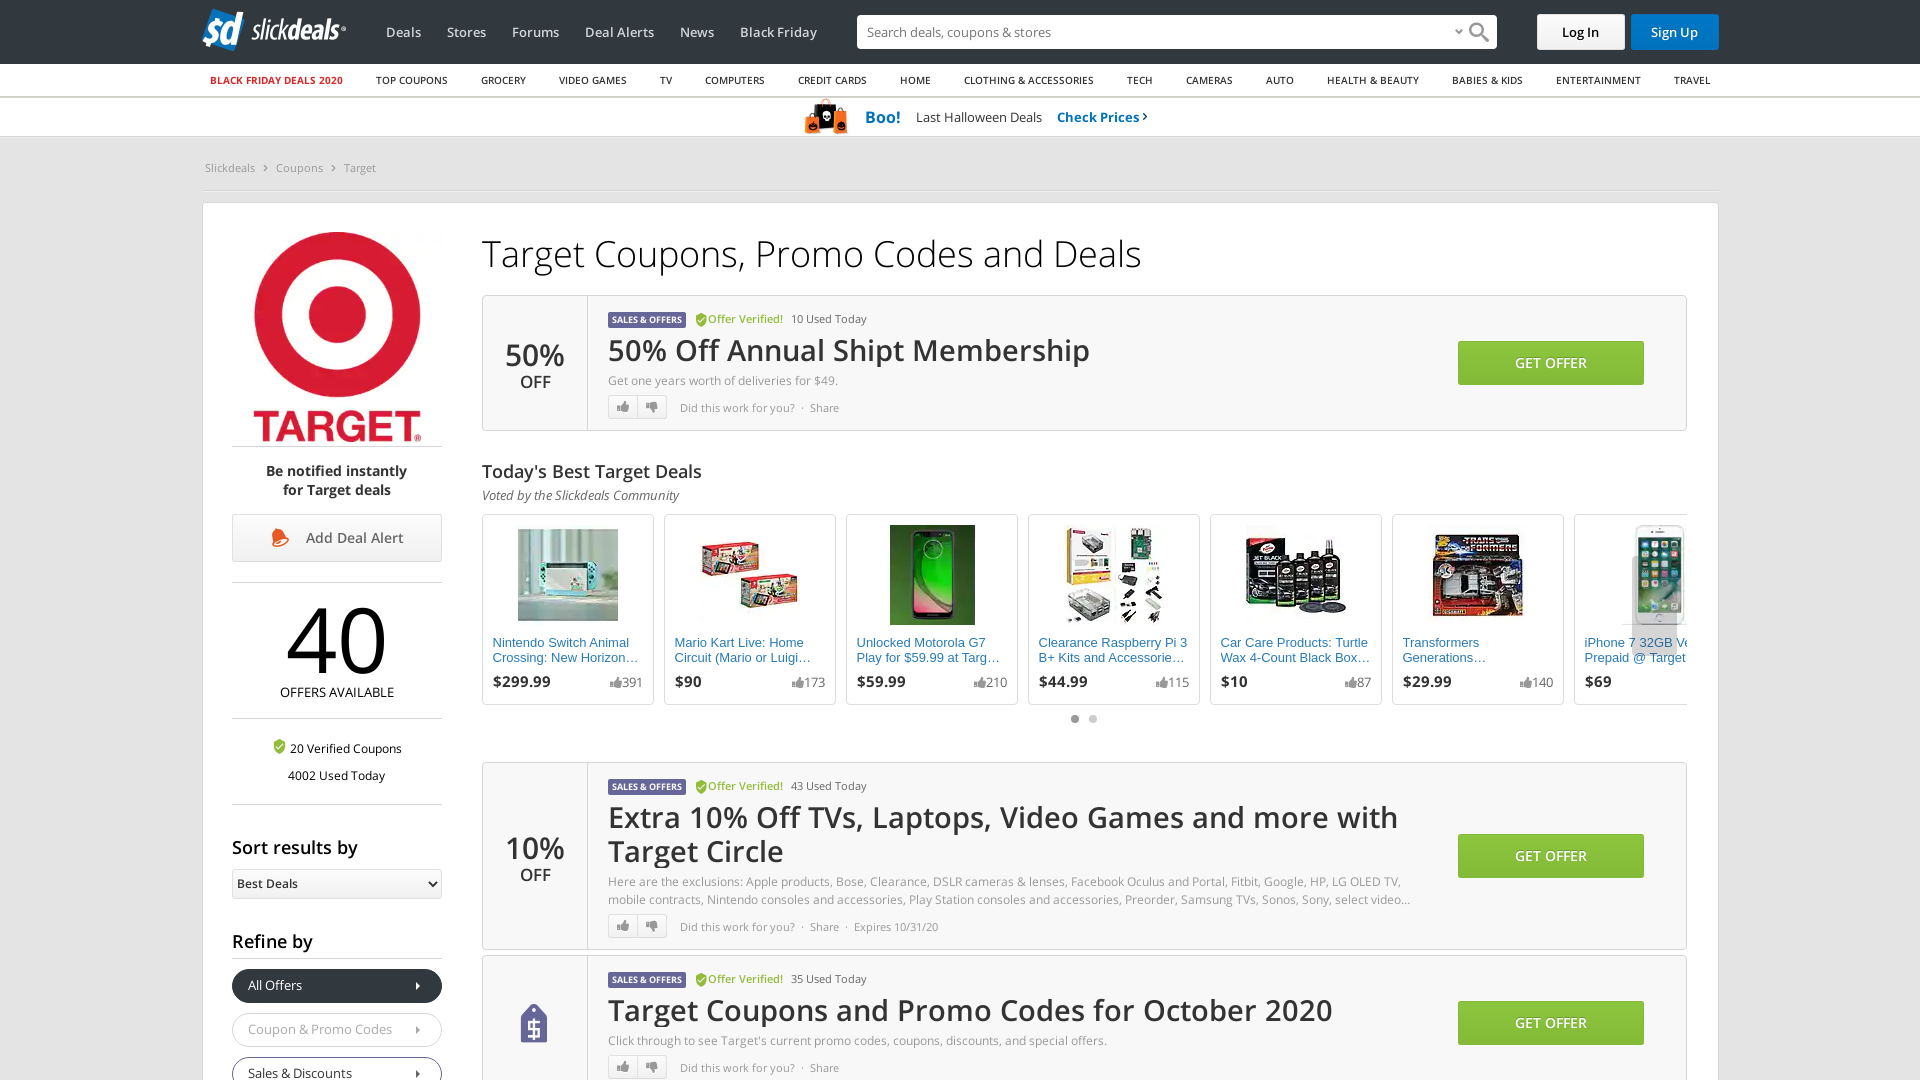 slickdeals®
Deals
Stores
Forums
Deal Alerts
News
Black Friday
Search deals, coupons & stores
Log In
Sign Up
BLACK FRIDAY DEALS 2020
TOP COUPONS
GROCERY
VIDEO GAMES
TV
COMPUTERS
CREDIT CARDS
HOME
CLOTHING & ACCESSORIES
TECH
CAMERAS
AUTO
HEALTH & BEAUTY
BABIES & KIDS
ENTERTAINMENT
TRAVEL
Boo! Last Halloween Deals Check Prices ›
Slickdeals › Coupons › Target
TARGET®
Be notified instantly
for Target deals
Add Deal Alert
40
OFFERS AVAILABLE
20 Verified Coupons
4002 Used Today
Sort results by
Best Deals
Refine by
All Offers
Coupon & Promo Codes
Sales & Discounts
Target Coupons, Promo Codes and Deals
50%
OFF
SALES & OFFERS Offer Verified! 10 Used Today
50% Off Annual Shipt Membership
Get one years worth of deliveries for $49.
Did this work for you? · Share
GET OFFER
Today's Best Target Deals
Voted by the Slickdeals Community
Nintendo Switch Animal
Crossing: New Horizon…
$299.99 391
Mario Kart Live: Home
Circuit (Mario or Luigi…
$90 173
Unlocked Motorola G7
Play for $59.99 at Targ…
$59.99 210
Clearance Raspberry Pi 3
B+ Kits and Accessorie…
$44.99 115
Car Care Products: Turtle
Wax 4-Count Black Box…
$10 87
Transformers
Generations…
$29.99 140
iPhone 7 32GB Ve
Prepaid @ Target
$69
10%
OFF
SALES & OFFERS Offer Verified! 43 Used Today
Extra 10% Off TVs, Laptops, Video Games and more with
Target Circle
Here are the exclusions: Apple products, Bose, Clearance, DSLR cameras & lenses, Facebook Oculus and Portal, Fitbit, Google, HP, LG OLED TV,
mobile contracts, Nintendo consoles and accessories, Play Station consoles and accessories, Preorder, Samsung TVs, Sonos, Sony, select video...
Did this work for you? · Share · Expires 10/31/20
GET OFFER
SALES & OFFERS Offer Verified! 35 Used Today
Target Coupons and Promo Codes for October 2020
Click through to see Target's current promo codes, coupons, discounts, and special offers.
Did this work for you? · Share
GET OFFER